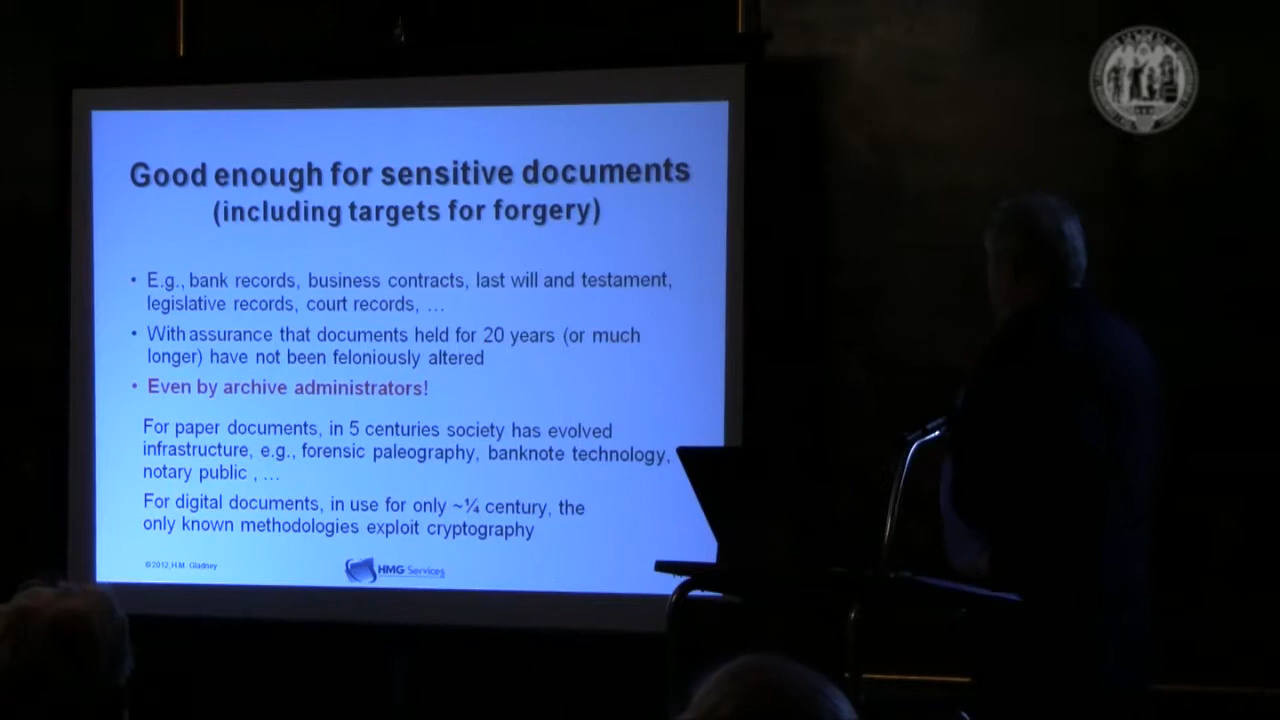 Good enough for sensitive documents
(including targets for forgery)
• E.g., bank records, business contracts, last will and testament,
legislative records, court records, …
• With assurance that documents held for 20 years (or much
longer) have not been feloniously altered
• Even by archive administrators!
For paper documents, in 5 centuries society has evolved
infrastructure, e.g., forensic paleography, banknote technology,
notary public , …
For digital documents, in use for only ~¼ century, the
only known methodologies exploit cryptography
©2012, H.M. Gladney
HMG Services